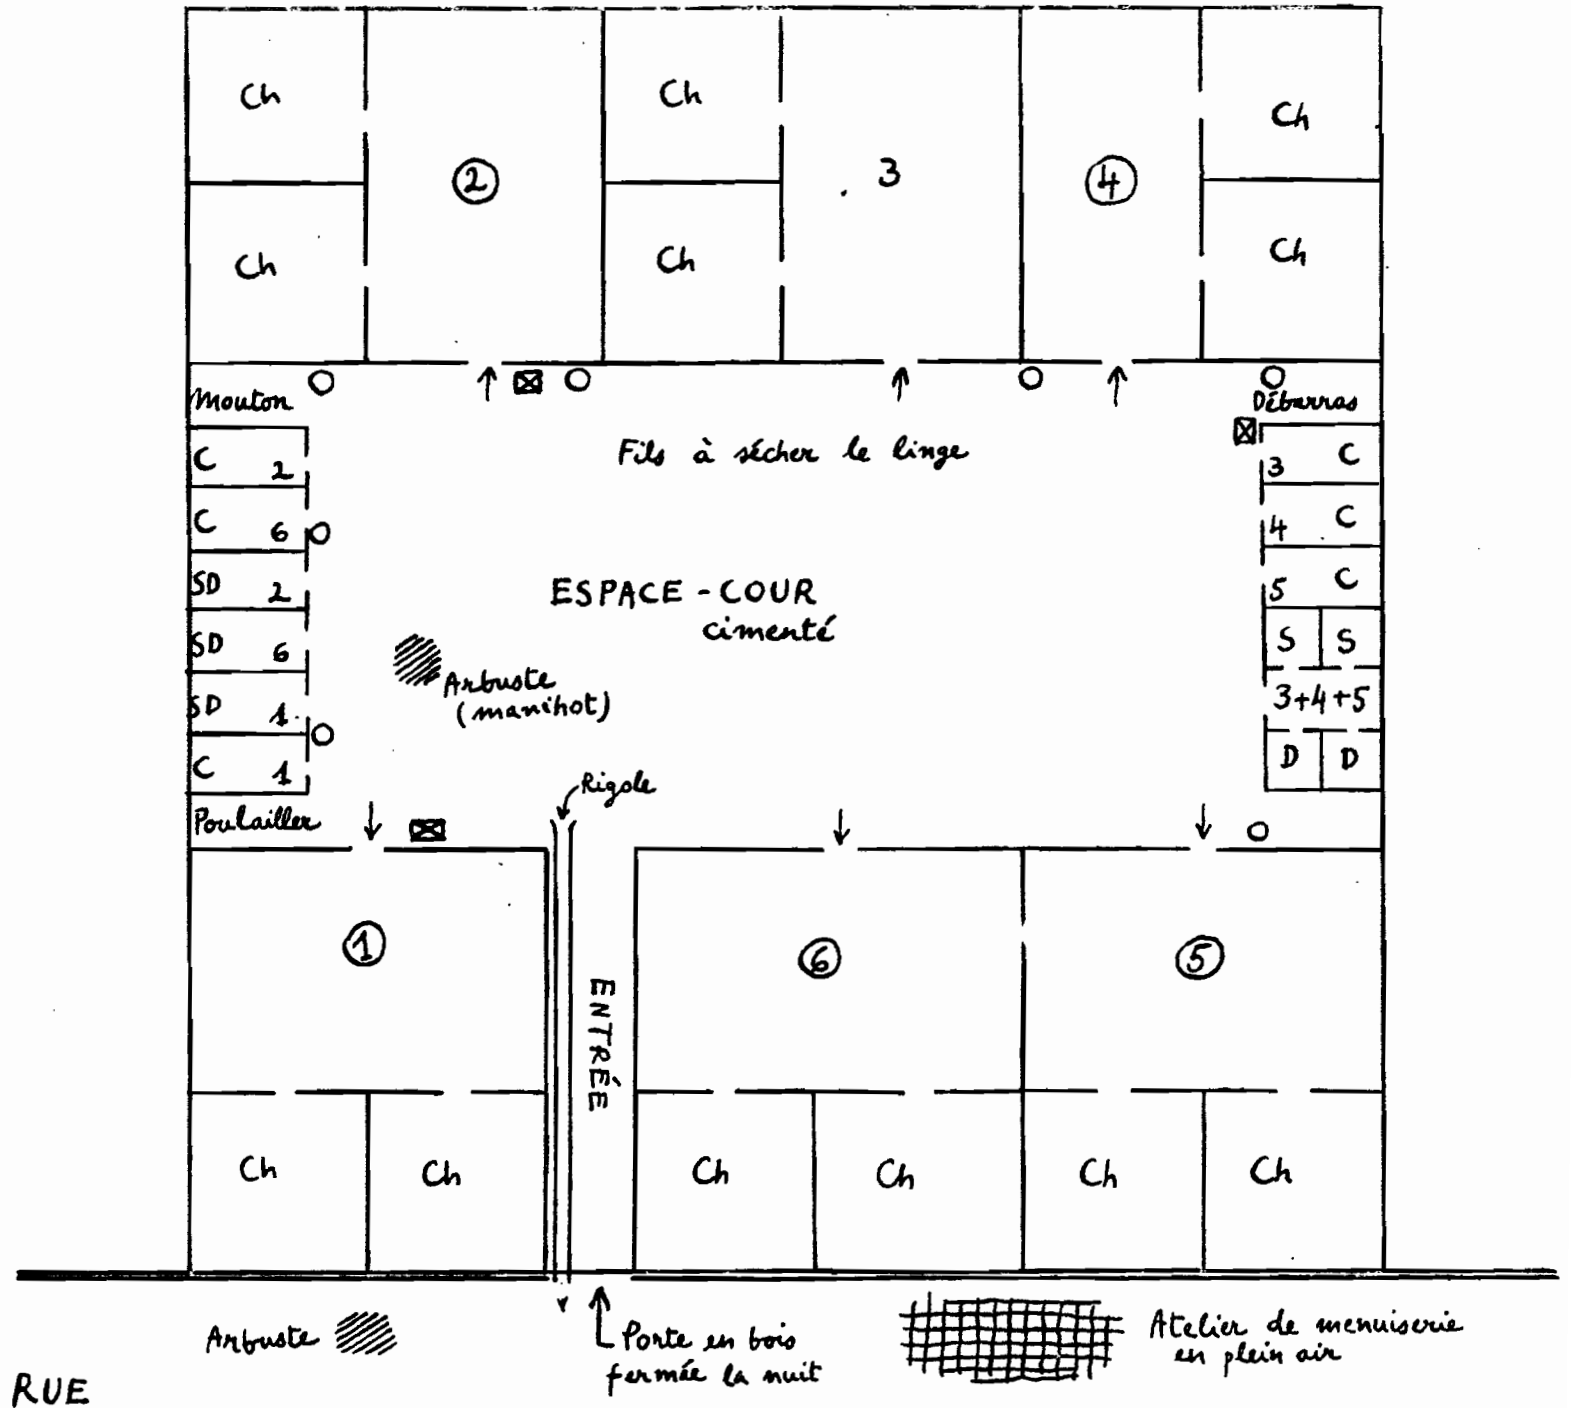 Ch
Ch
Ch
2
3
4
Ch
Ch
Ch
Mouton
Débarras
Fils à sécher le linge
C 2
3 C
C 6
4 C
SD 2
5 C
ESPACE - COUR
cimenté
SD 6
S S
Arbuste
(manihot)
SD 1
3+4+5
C 1
D D
Rigole
Poulailler
1
6
5
ENTRÉE
Ch
Ch
Ch
Ch
Ch
Ch
Arbuste
Porte en bois
fermée la nuit
Atelier de menuiserie
en plein air
RUE